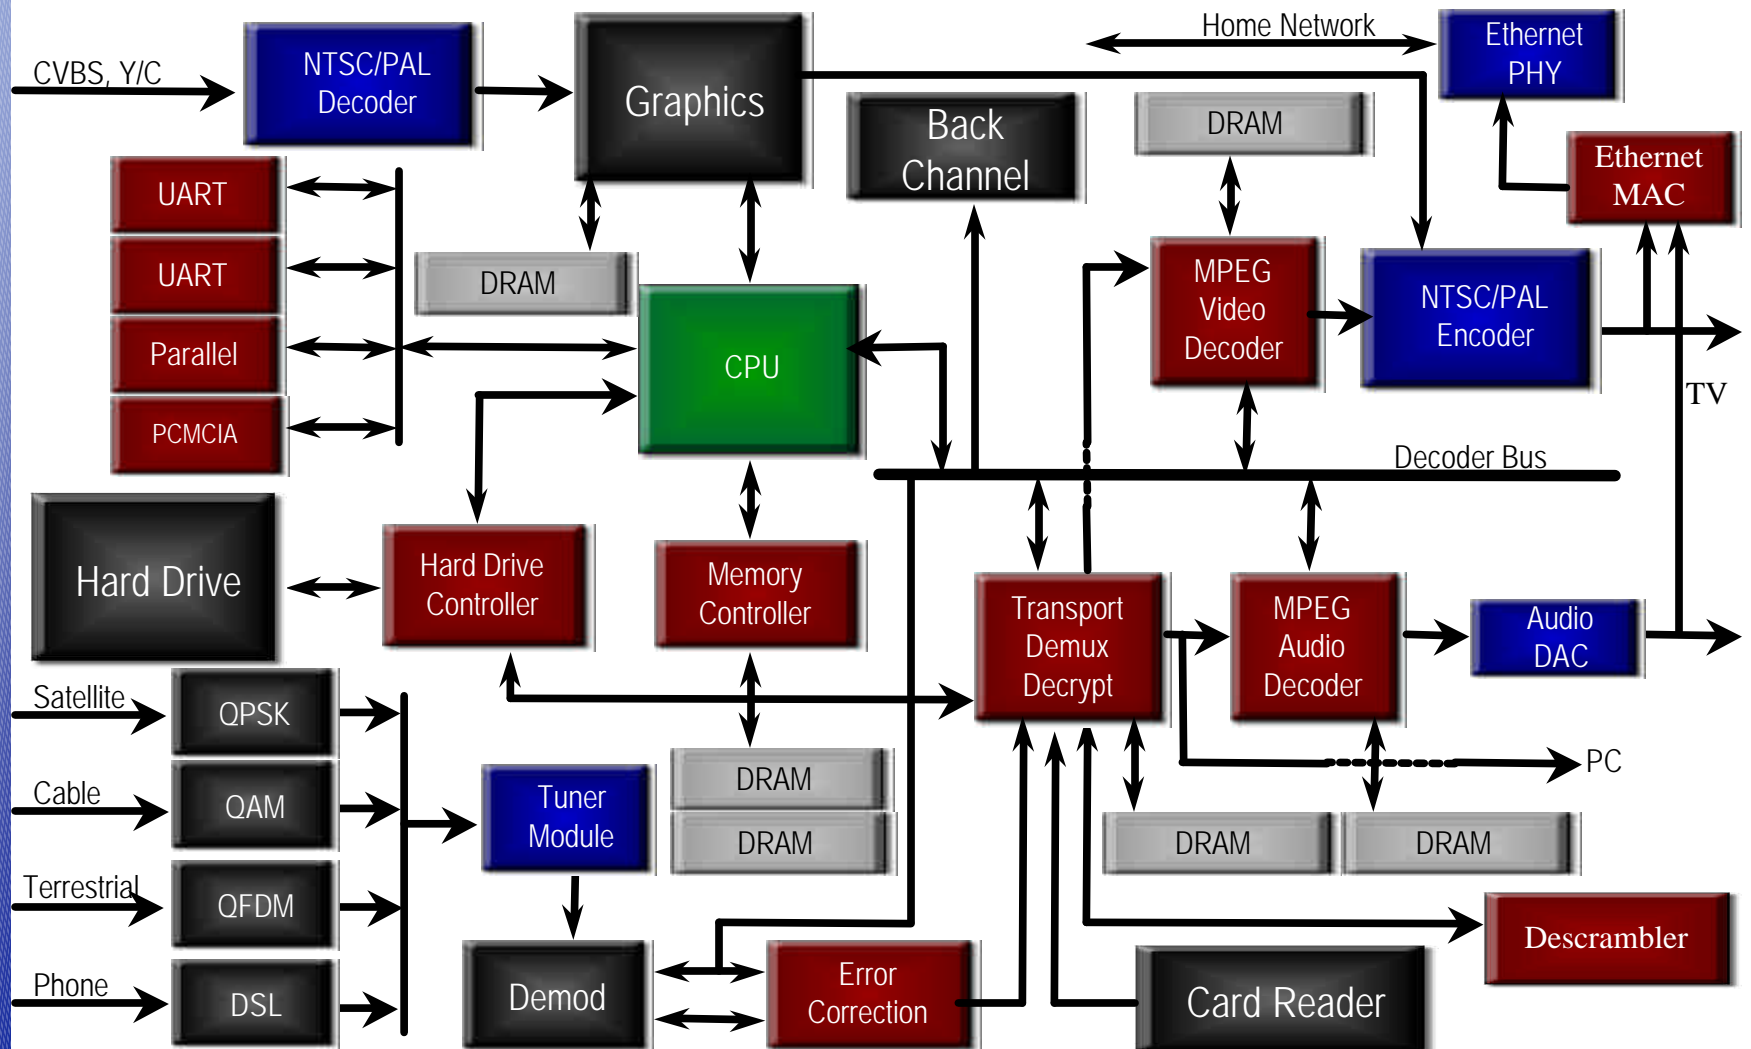 Home Network
Ethernet
PHY
CVBS, Y/C
NTSC/PAL
Decoder
Graphics
Back
Channel
DRAM
Ethernet
MAC
UART
UART
Parallel
PCMCIA
DRAM
CPU
MPEG
Video
Decoder
NTSC/PAL
Encoder
TV
Decoder Bus
Hard Drive
Hard Drive
Controller
Memory
Controller
Transport
Demux
Decrypt
MPEG
Audio
Decoder
Audio
DAC
Satellite
QPSK
Cable
QAM
Terrestrial
QFDM
Phone
DSL
Tuner
Module
DRAM
DRAM
PC
DRAM
DRAM
Demod
Error
Correction
Card Reader
Descrambler